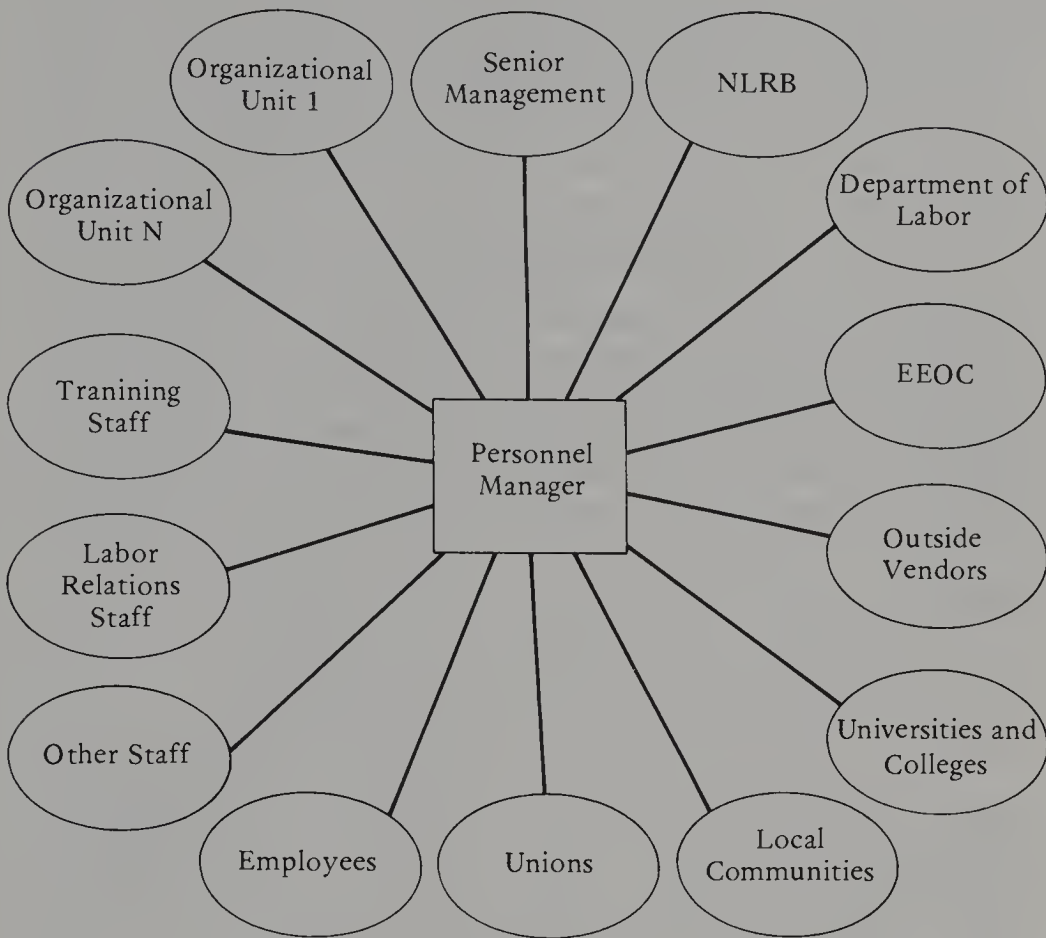 Organizational
Unit 1
Senior
Management
NLRB
Organizational
Unit N
Department of
Labor
Tranining
Staff
EEOC
Personnel
Manager
Labor
Relations
Staff
Outside
Vendors
Other Staff
Universities and
Colleges
Employees
Unions
Local
Communities